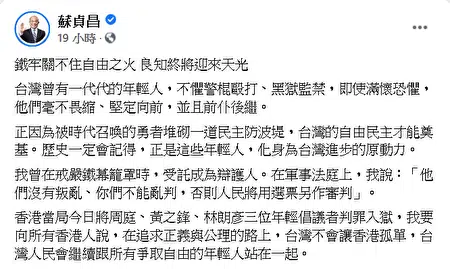 蘇貞昌
19 小時 ·
鐵牢關不住自由之火 良知終將迎來天光
台灣曾有一代代的年輕人，不懼警棍毆打、黑獄監禁，即使滿懷恐懼，
他們毫不畏縮、堅定向前，並且前仆後繼。
正因為被時代召喚的勇者堆砌一道民主防波堤，台灣的自由民主才能奠
基。歷史一定會記得，正是這些年輕人，化身為台灣進步的原動力。
我曾在戒嚴鐵幕籠罩時，受託成為辯護人。在軍事法庭上，我說：「他
們沒有叛亂、你們不能亂判，否則人民將用選票另作審判」。
香港當局今日將周庭、黃之鋒、林朗彥三位年輕倡議者判罪入獄，我要
向所有香港人說，在追求正義與公理的路上，台灣不會讓香港孤單，台
灣人民會繼續跟所有爭取自由的年輕人站在一起。